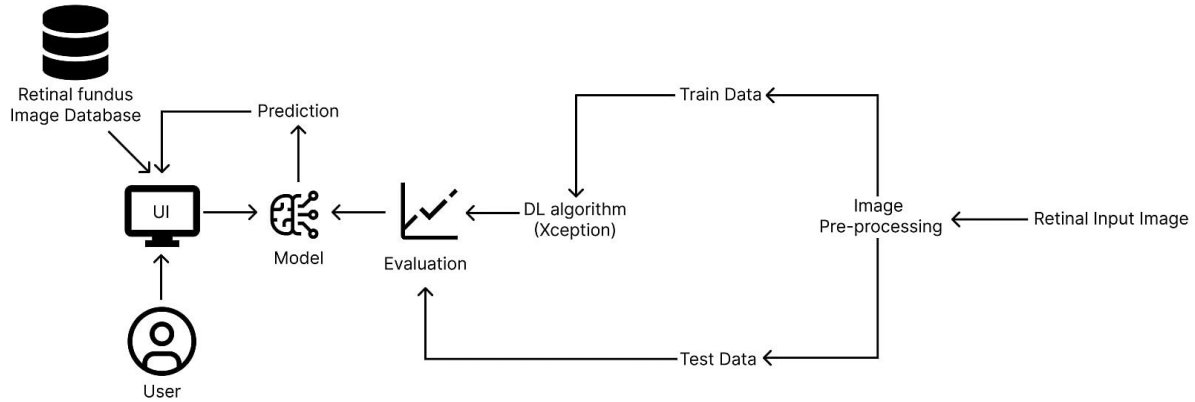 Retinal fundus
Image Database
Prediction
Train Data
UI
Model
Evaluation
DL algorithm
(Xception)
Image
Pre-processing
Retinal Input Image
Test Data
User